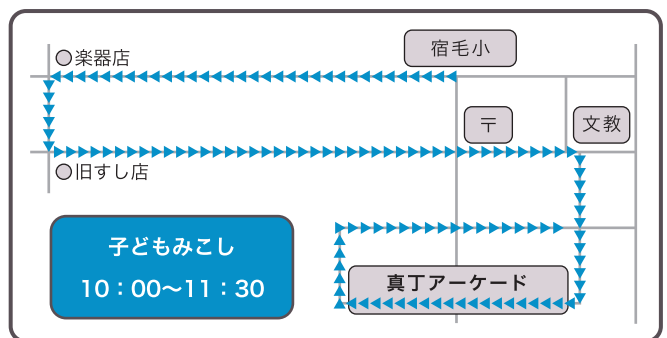 楽器店
宿毛小
〒
文教
旧すし店
子どもみこし
10：00～11：30
真丁アーケード